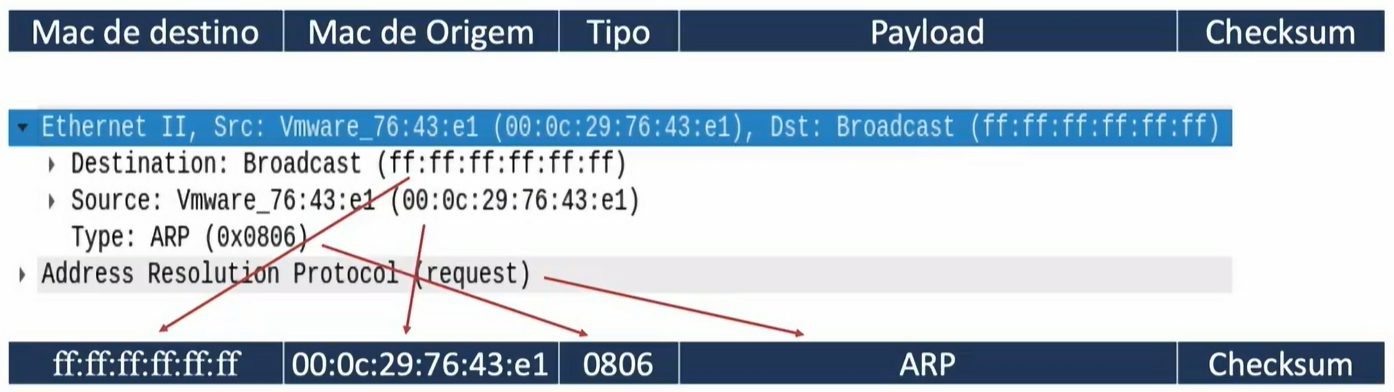 Mac de destino Mac de Origem Tipo Payload Checksum
Ethernet II, Src: Vmware_76:43:e1 (00:0c:29:76:43:e1), Dst: Broadcast (ff:ff:ff:ff:ff:ff)
Destination: Broadcast (ff:ff:ff:ff:ff:ff)
Source: Vmware_76:43:e1 (00:0c:29:76:43:e1)
Type: ARP (0x0806)
Address Resolution Protocol (request)
ff:ff:ff:ff:ff:ff 00:0c:29:76:43:e1 0806 ARP Checksum